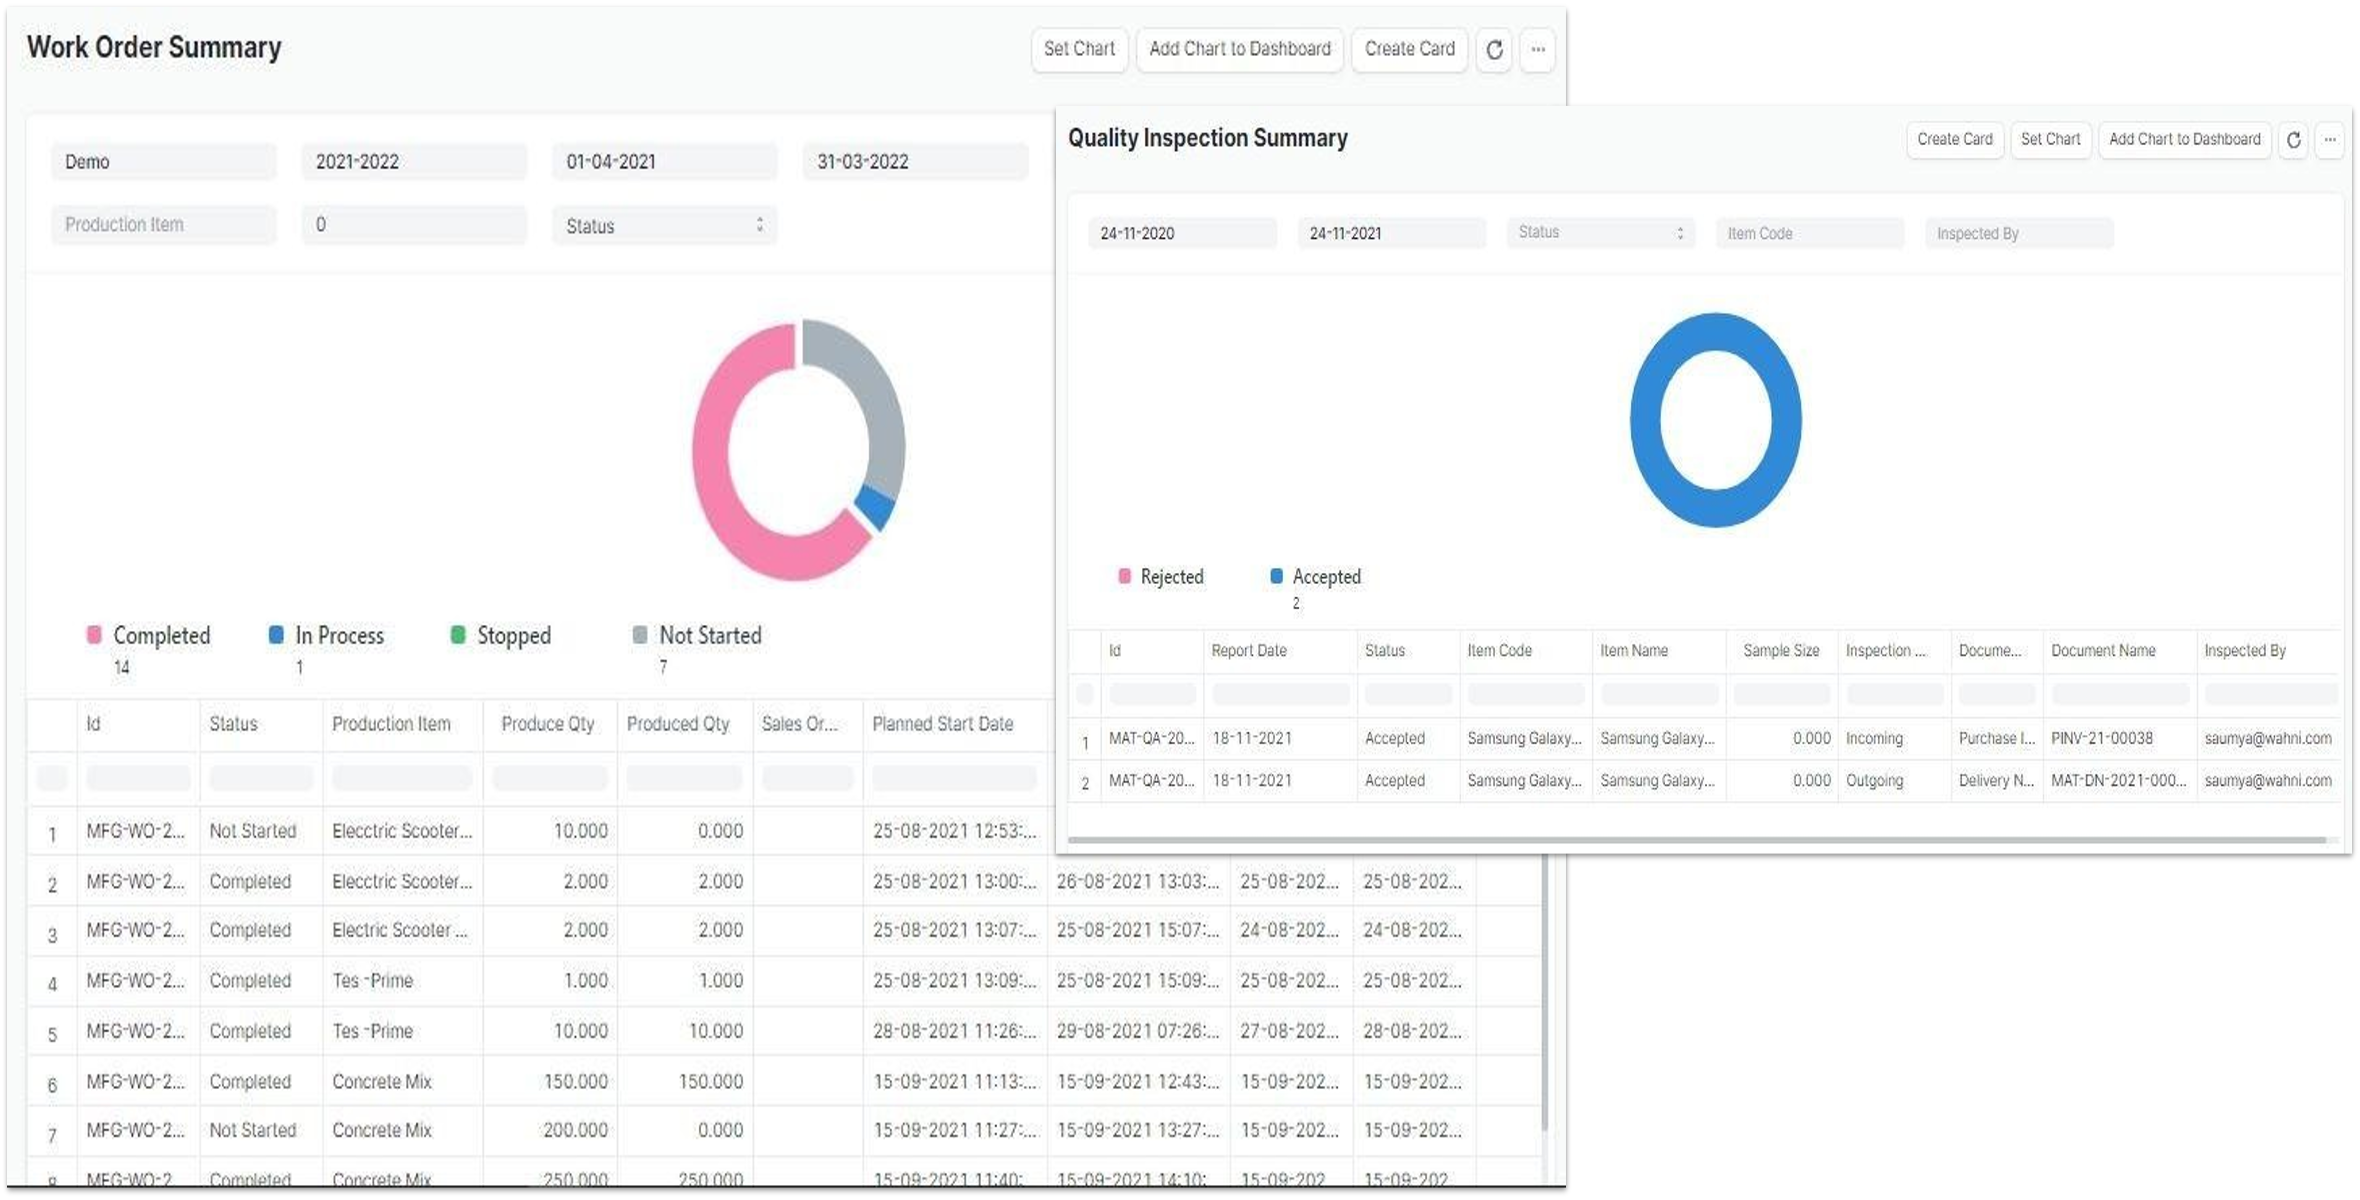 Work Order Summary
Set Chart Add Chart to Dashboard Create Card ...
Demo 2021-2022 01-04-2021 31-03-2022
Production Item 0 Status
Completed In Process Stopped Not Started
14 1 7
Id Status Production Item Produce Qty Produced Qty Sales Or... Planned Start Date
1 MFG-WO-2... Not Started Elecctric Scooter... 10.000 0.000 25-08-2021 12:53:...
2 MFG-WO-2... Completed Elecctric Scooter... 2.000 2.000 25-08-2021 13:00:... 26-08-2021 13:03:... 25-08-202... 25-08-202...
3 MFG-WO-2... Completed Electric Scooter ... 2.000 2.000 25-08-2021 13:07:... 25-08-2021 15:07:... 24-08-202... 24-08-202...
4 MFG-WO-2... Completed Tes -Prime 1.000 1.000 25-08-2021 13:09:... 25-08-2021 15:09:... 25-08-202... 25-08-202...
5 MFG-WO-2... Completed Tes -Prime 10.000 10.000 28-08-2021 11:26:... 29-08-2021 07:26:... 27-08-202... 28-08-202...
6 MFG-WO-2... Completed Concrete Mix 150.000 150.000 15-09-2021 11:13:... 15-09-2021 12:43:... 15-09-202... 15-09-202...
7 MFG-WO-2... Not Started Concrete Mix 200.000 0.000 15-09-2021 11:27:... 15-09-2021 13:27:... 15-09-202... 15-09-202...
8 MFG-WO-2 Completed Concrete Mix 250.000 250.000 15-09-2021 11:40: 15-09-2021 14:10: 15-09-202 15-09-202
Quality Inspection Summary
Create Card Set Chart Add Chart to Dashboard ...
24-11-2020 24-11-2021 Status Item Code Inspected By
Rejected Accepted
2
Id Report Date Status Item Code Item Name Sample Size Inspection ... Docume... Document Name Inspected By
1 MAT-QA-20... 18-11-2021 Accepted Samsung Galaxy... Samsung Galaxy... 0.000 Incoming Purchase I... PINV-21-00038 saumya@wahni.com
2 MAT-QA-20... 18-11-2021 Accepted Samsung Galaxy... Samsung Galaxy... 0.000 Outgoing Delivery N... MAT-DN-2021-000... saumya@wahni.com